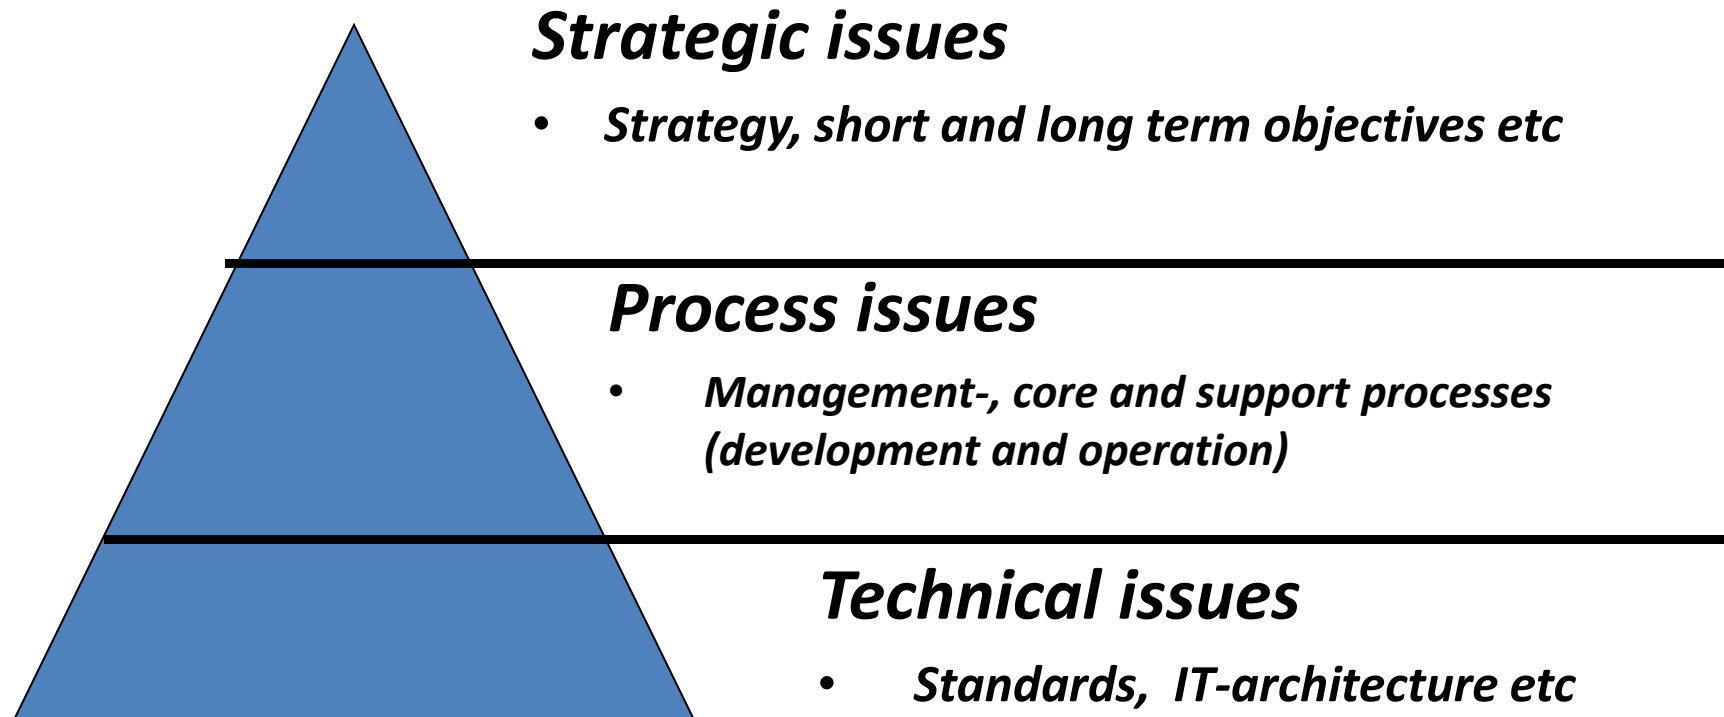 Strategic issues
• Strategy, short and long term objectives etc
Process issues
• Management-, core and support processes
(development and operation)
Technical issues
• Standards, IT-architecture etc